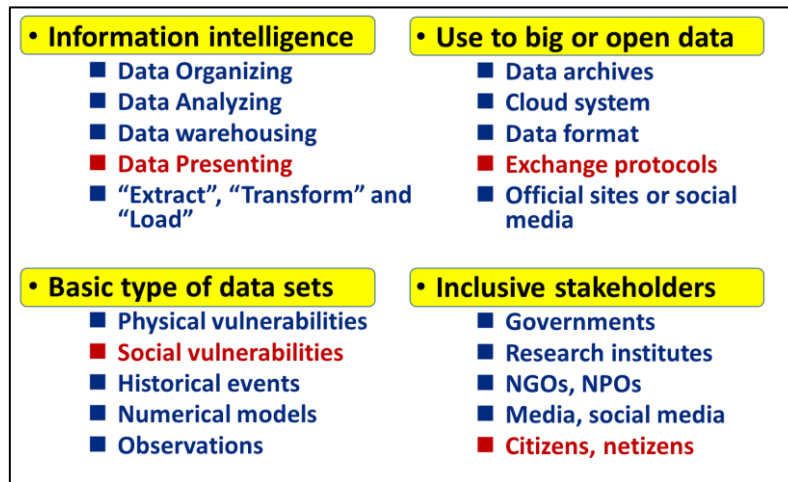 • Information intelligence
■ Data Organizing
■ Data Analyzing
■ Data warehousing
■ Data Presenting
■ “Extract”, “Transform” and
“Load”
• Use to big or open data
■ Data archives
■ Cloud system
■ Data format
■ Exchange protocols
■ Official sites or social
media
• Basic type of data sets
■ Physical vulnerabilities
■ Social vulnerabilities
■ Historical events
■ Numerical models
■ Observations
• Inclusive stakeholders
■ Governments
■ Research institutes
■ NGOs, NPOs
■ Media, social media
■ Citizens, netizens